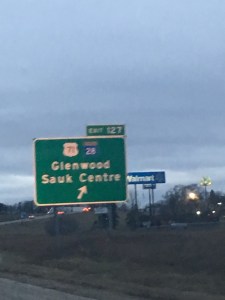 EXIT 127
71 28
Glenwood
Sauk Centre
Walmart